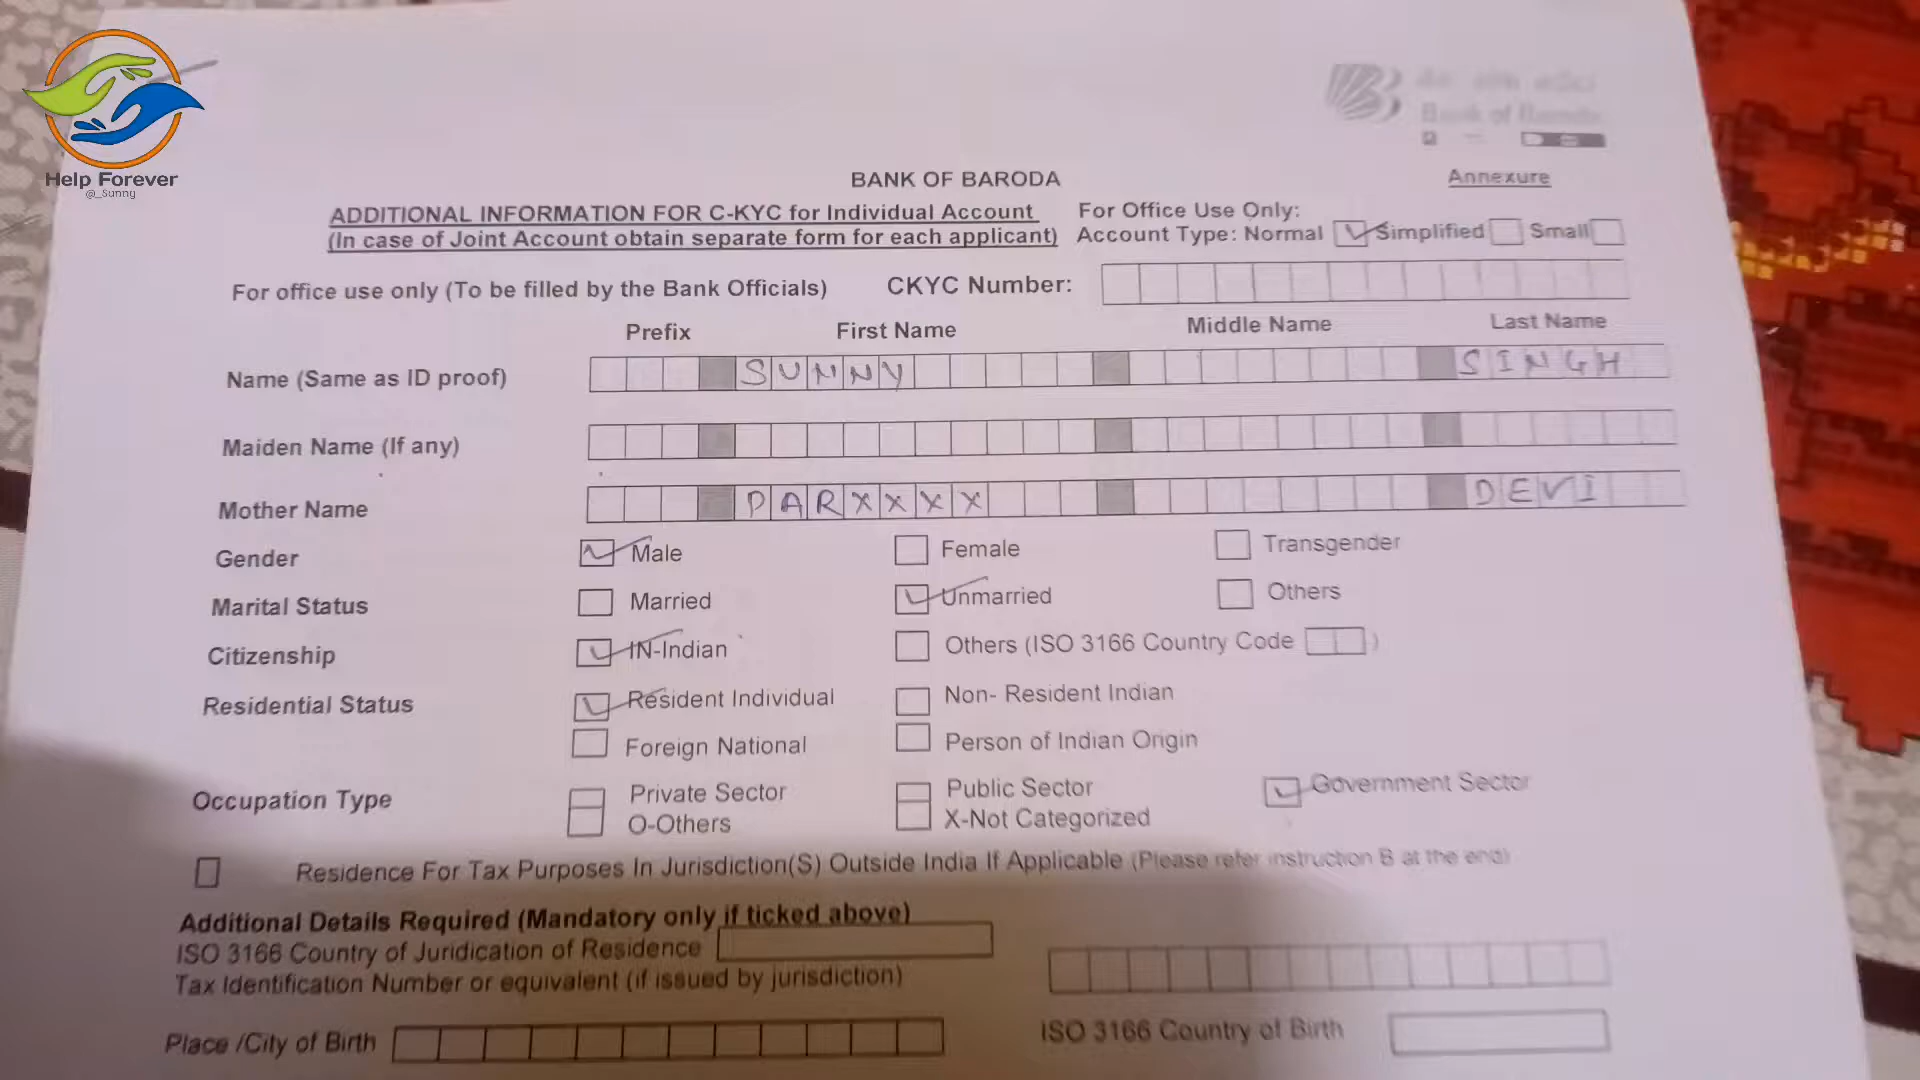 Help Forever
@_Sunny
Bank of Baroda
BANK OF BARODA
Annexure
ADDITIONAL INFORMATION FOR C-KYC for Individual Account
(In case of Joint Account obtain separate form for each applicant)
For Office Use Only:
Account Type: Normal Simplified Small
For office use only (To be filled by the Bank Officials)
CKYC Number:
Prefix First Name Middle Name Last Name
Name (Same as ID proof) SUNNY SINGH
Maiden Name (If any)
Mother Name PARXXXX DEVI
Gender Male Female Transgender
Marital Status Married Unmarried Others
Citizenship IN-Indian Others (ISO 3166 Country Code )
Residential Status Resident Individual Non- Resident Indian
Foreign National Person of Indian Origin
Occupation Type Private Sector Public Sector Government Sector
O-Others X-Not Categorized
Residence For Tax Purposes In Jurisdiction(S) Outside India If Applicable (Please refer instruction B at the end)
Additional Details Required (Mandatory only if ticked above)
ISO 3166 Country of Juridication of Residence
Tax Identification Number or equivalent (if issued by jurisdiction)
Place /City of Birth ISO 3166 Country of Birth